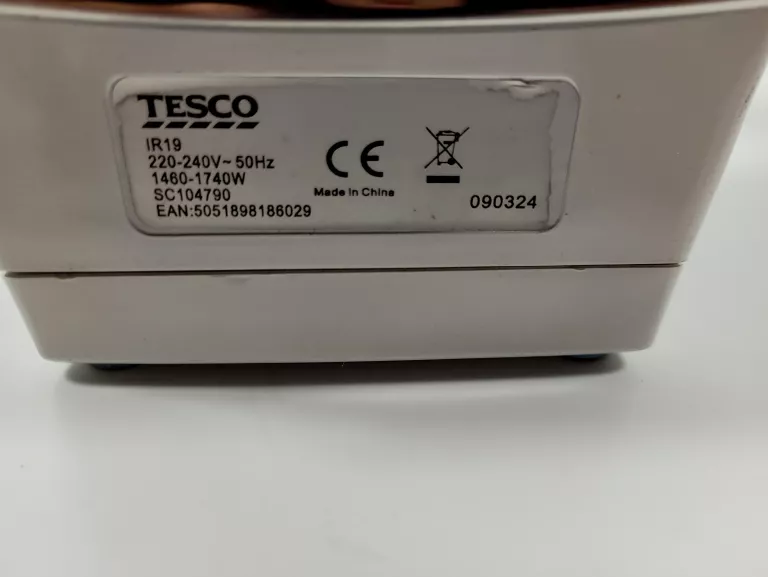 TESCO
IR19
220-240V~ 50Hz
1460-1740W
SC104790
EAN:5051898186029
CE
Made in China
090324